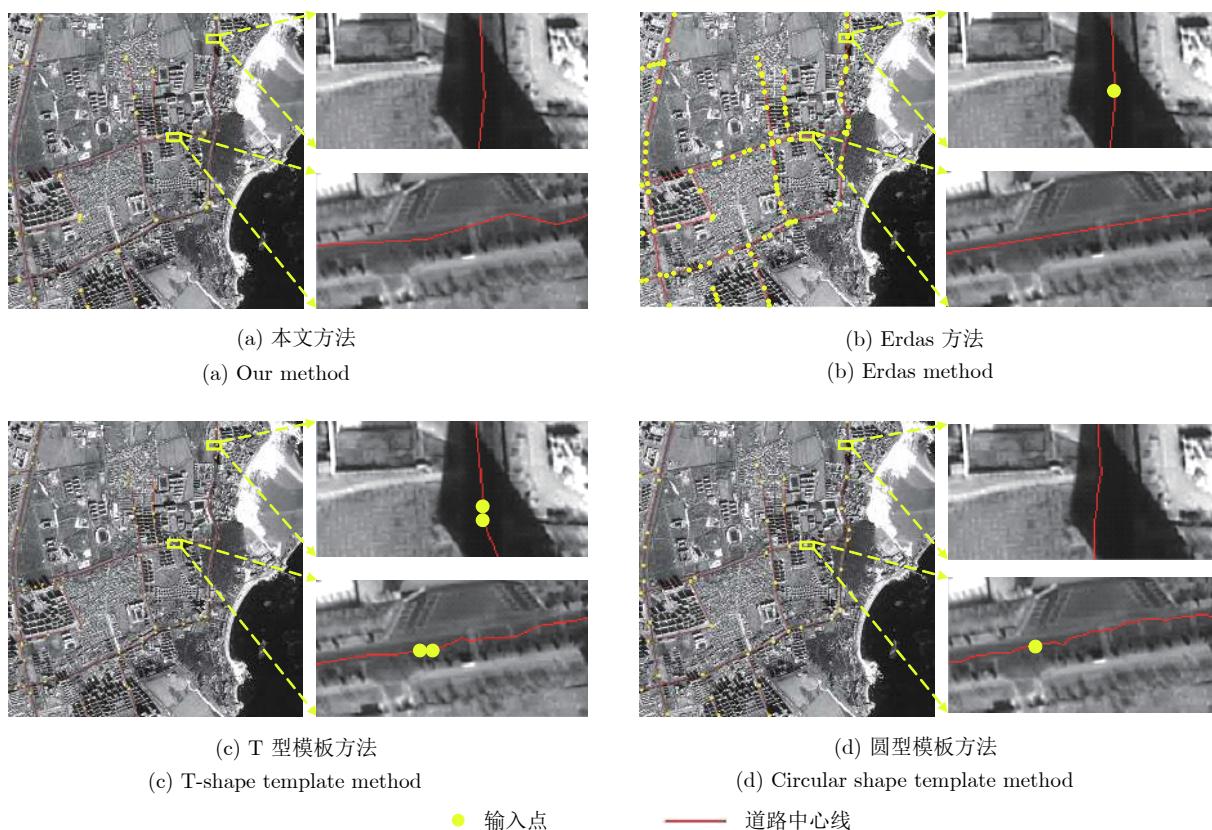 (a) 本文方法
(a) Our method
(b) Erdas 方法
(b) Erdas method
(c) T 型模板方法
(c) T-shape template method
(d) 圆型模板方法
(d) Circular shape template method
输入点
道路中心线